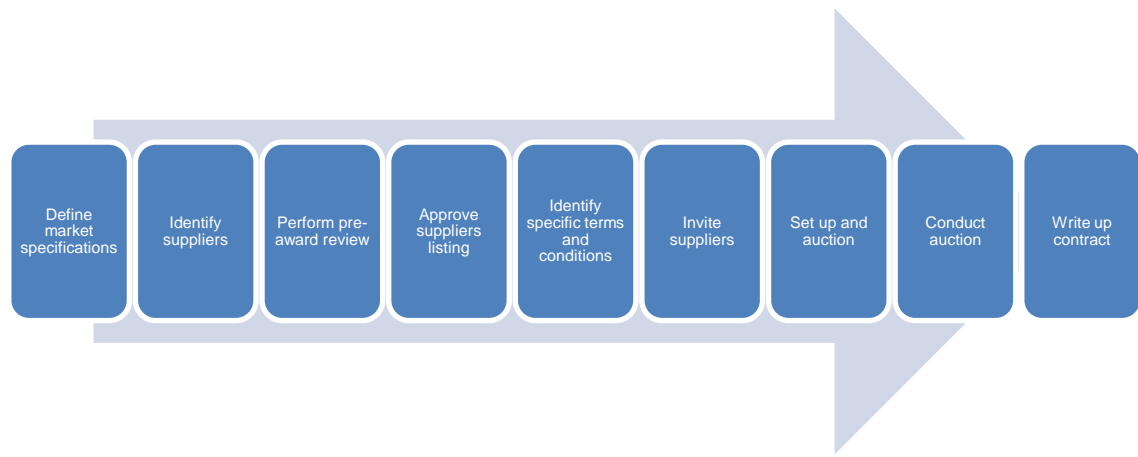 Define
market
specifications
Identify
suppliers
Perform pre-
award review
Approve
suppliers
listing
Identify
specific terms
and
conditions
Invite
suppliers
Set up and
auction
Conduct
auction
Write up
contract